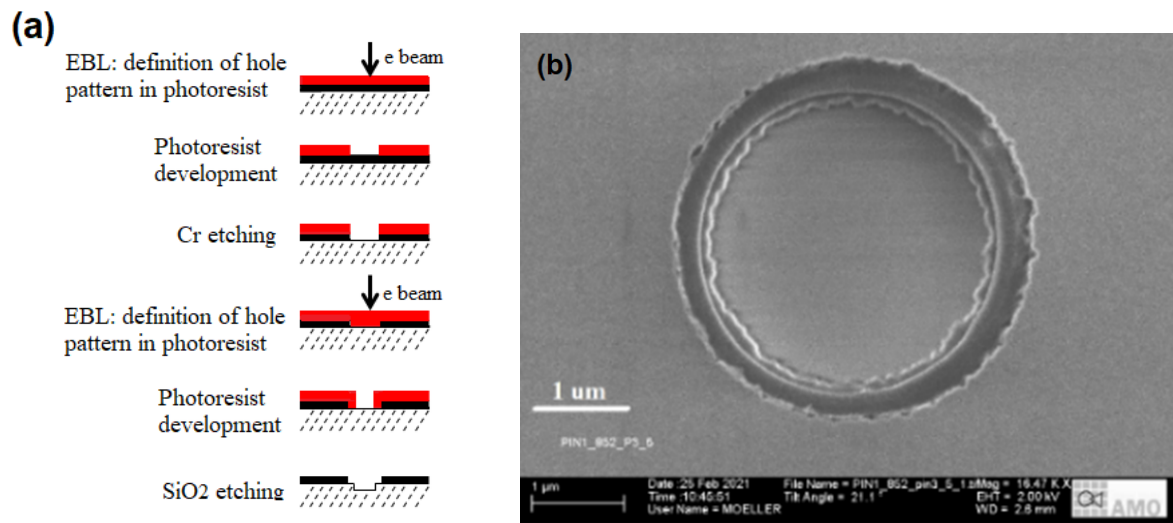 (a)
EBL: definition of hole
pattern in photoresist
e beam
Photoresist
development
Cr etching
EBL: definition of hole
pattern in photoresist
e beam
Photoresist
development
SiO2 etching
(b)
1 um
PIN1_852_P3_5
1 µm
Date :25 Feb 2021
Time :10:45:51
User Name = MOELLER
File Name = PIN1_852_pin3_5_1
Tilt Angle = 21.1 °
Mag = 16.47 K X
EHT = 2.00 kV
WD = 2.6 mm
AMO